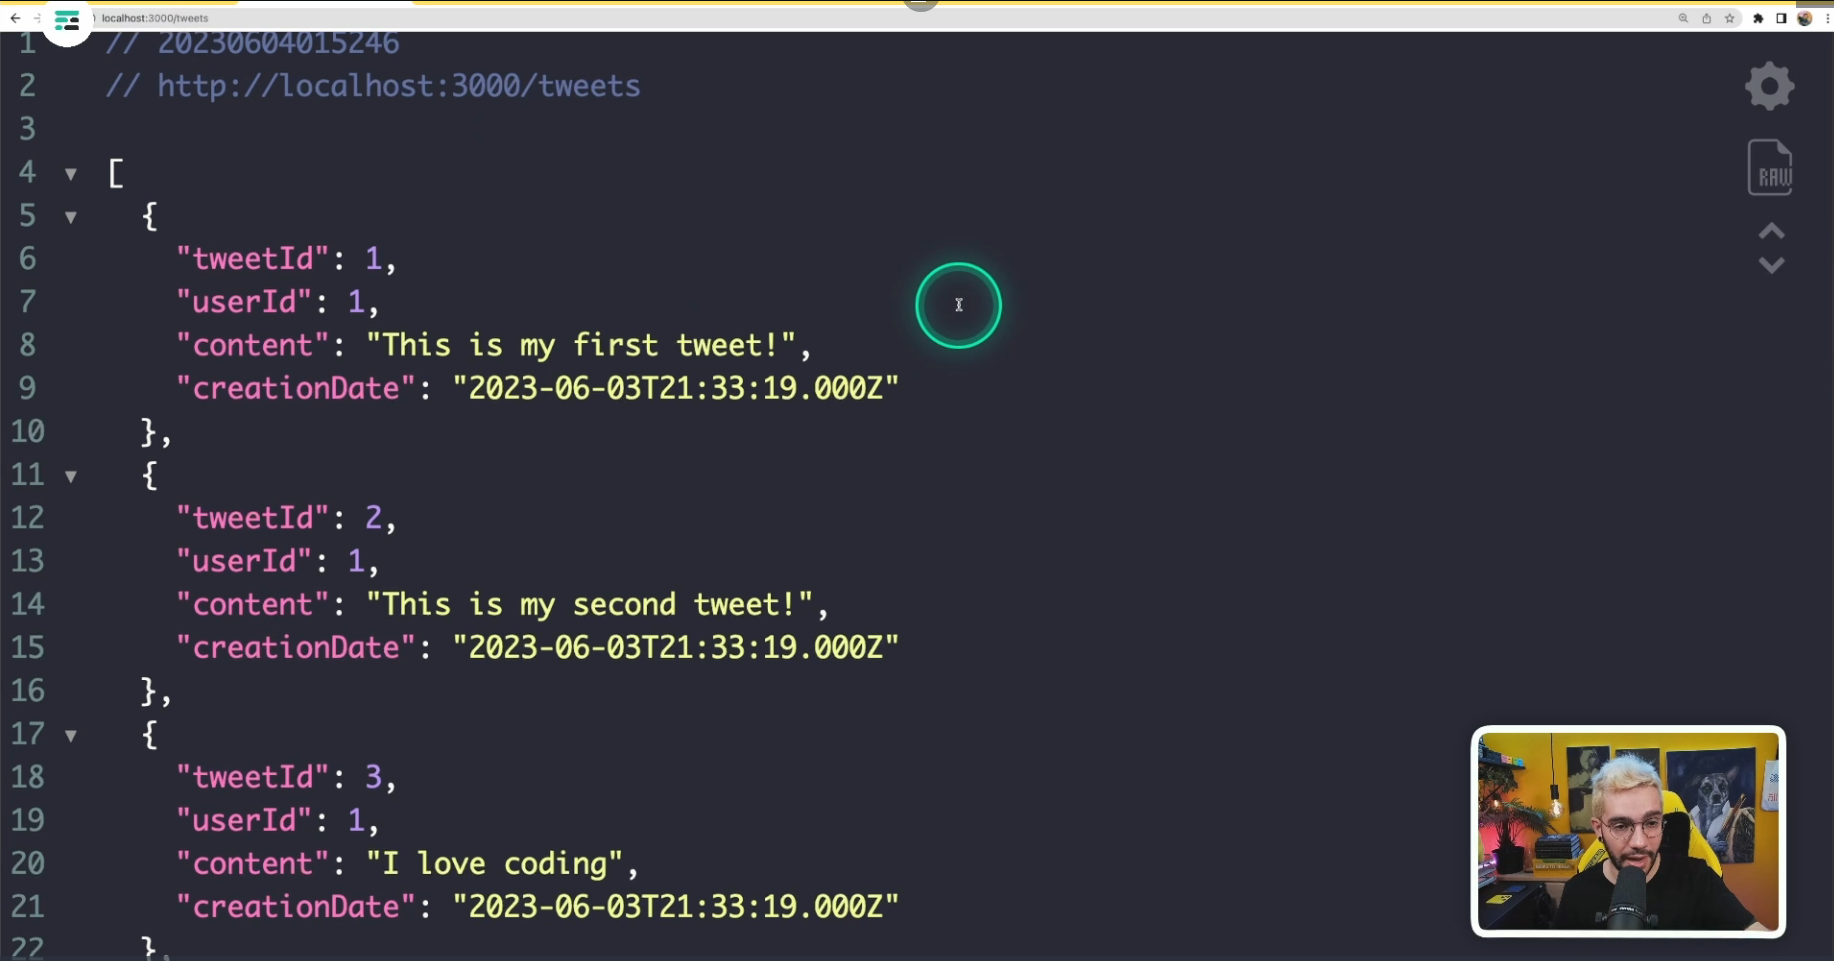 localhost:3000/tweets
1 // 20230604015246
2 // http://localhost:3000/tweets
3
4 [
5 {
6 "tweetId": 1,
7 "userId": 1,
8 "content": "This is my first tweet!",
9 "creationDate": "2023-06-03T21:33:19.000Z"
10 },
11 {
12 "tweetId": 2,
13 "userId": 1,
14 "content": "This is my second tweet!",
15 "creationDate": "2023-06-03T21:33:19.000Z"
16 },
17 {
18 "tweetId": 3,
19 "userId": 1,
20 "content": "I love coding",
21 "creationDate": "2023-06-03T21:33:19.000Z"
22 },
RAW